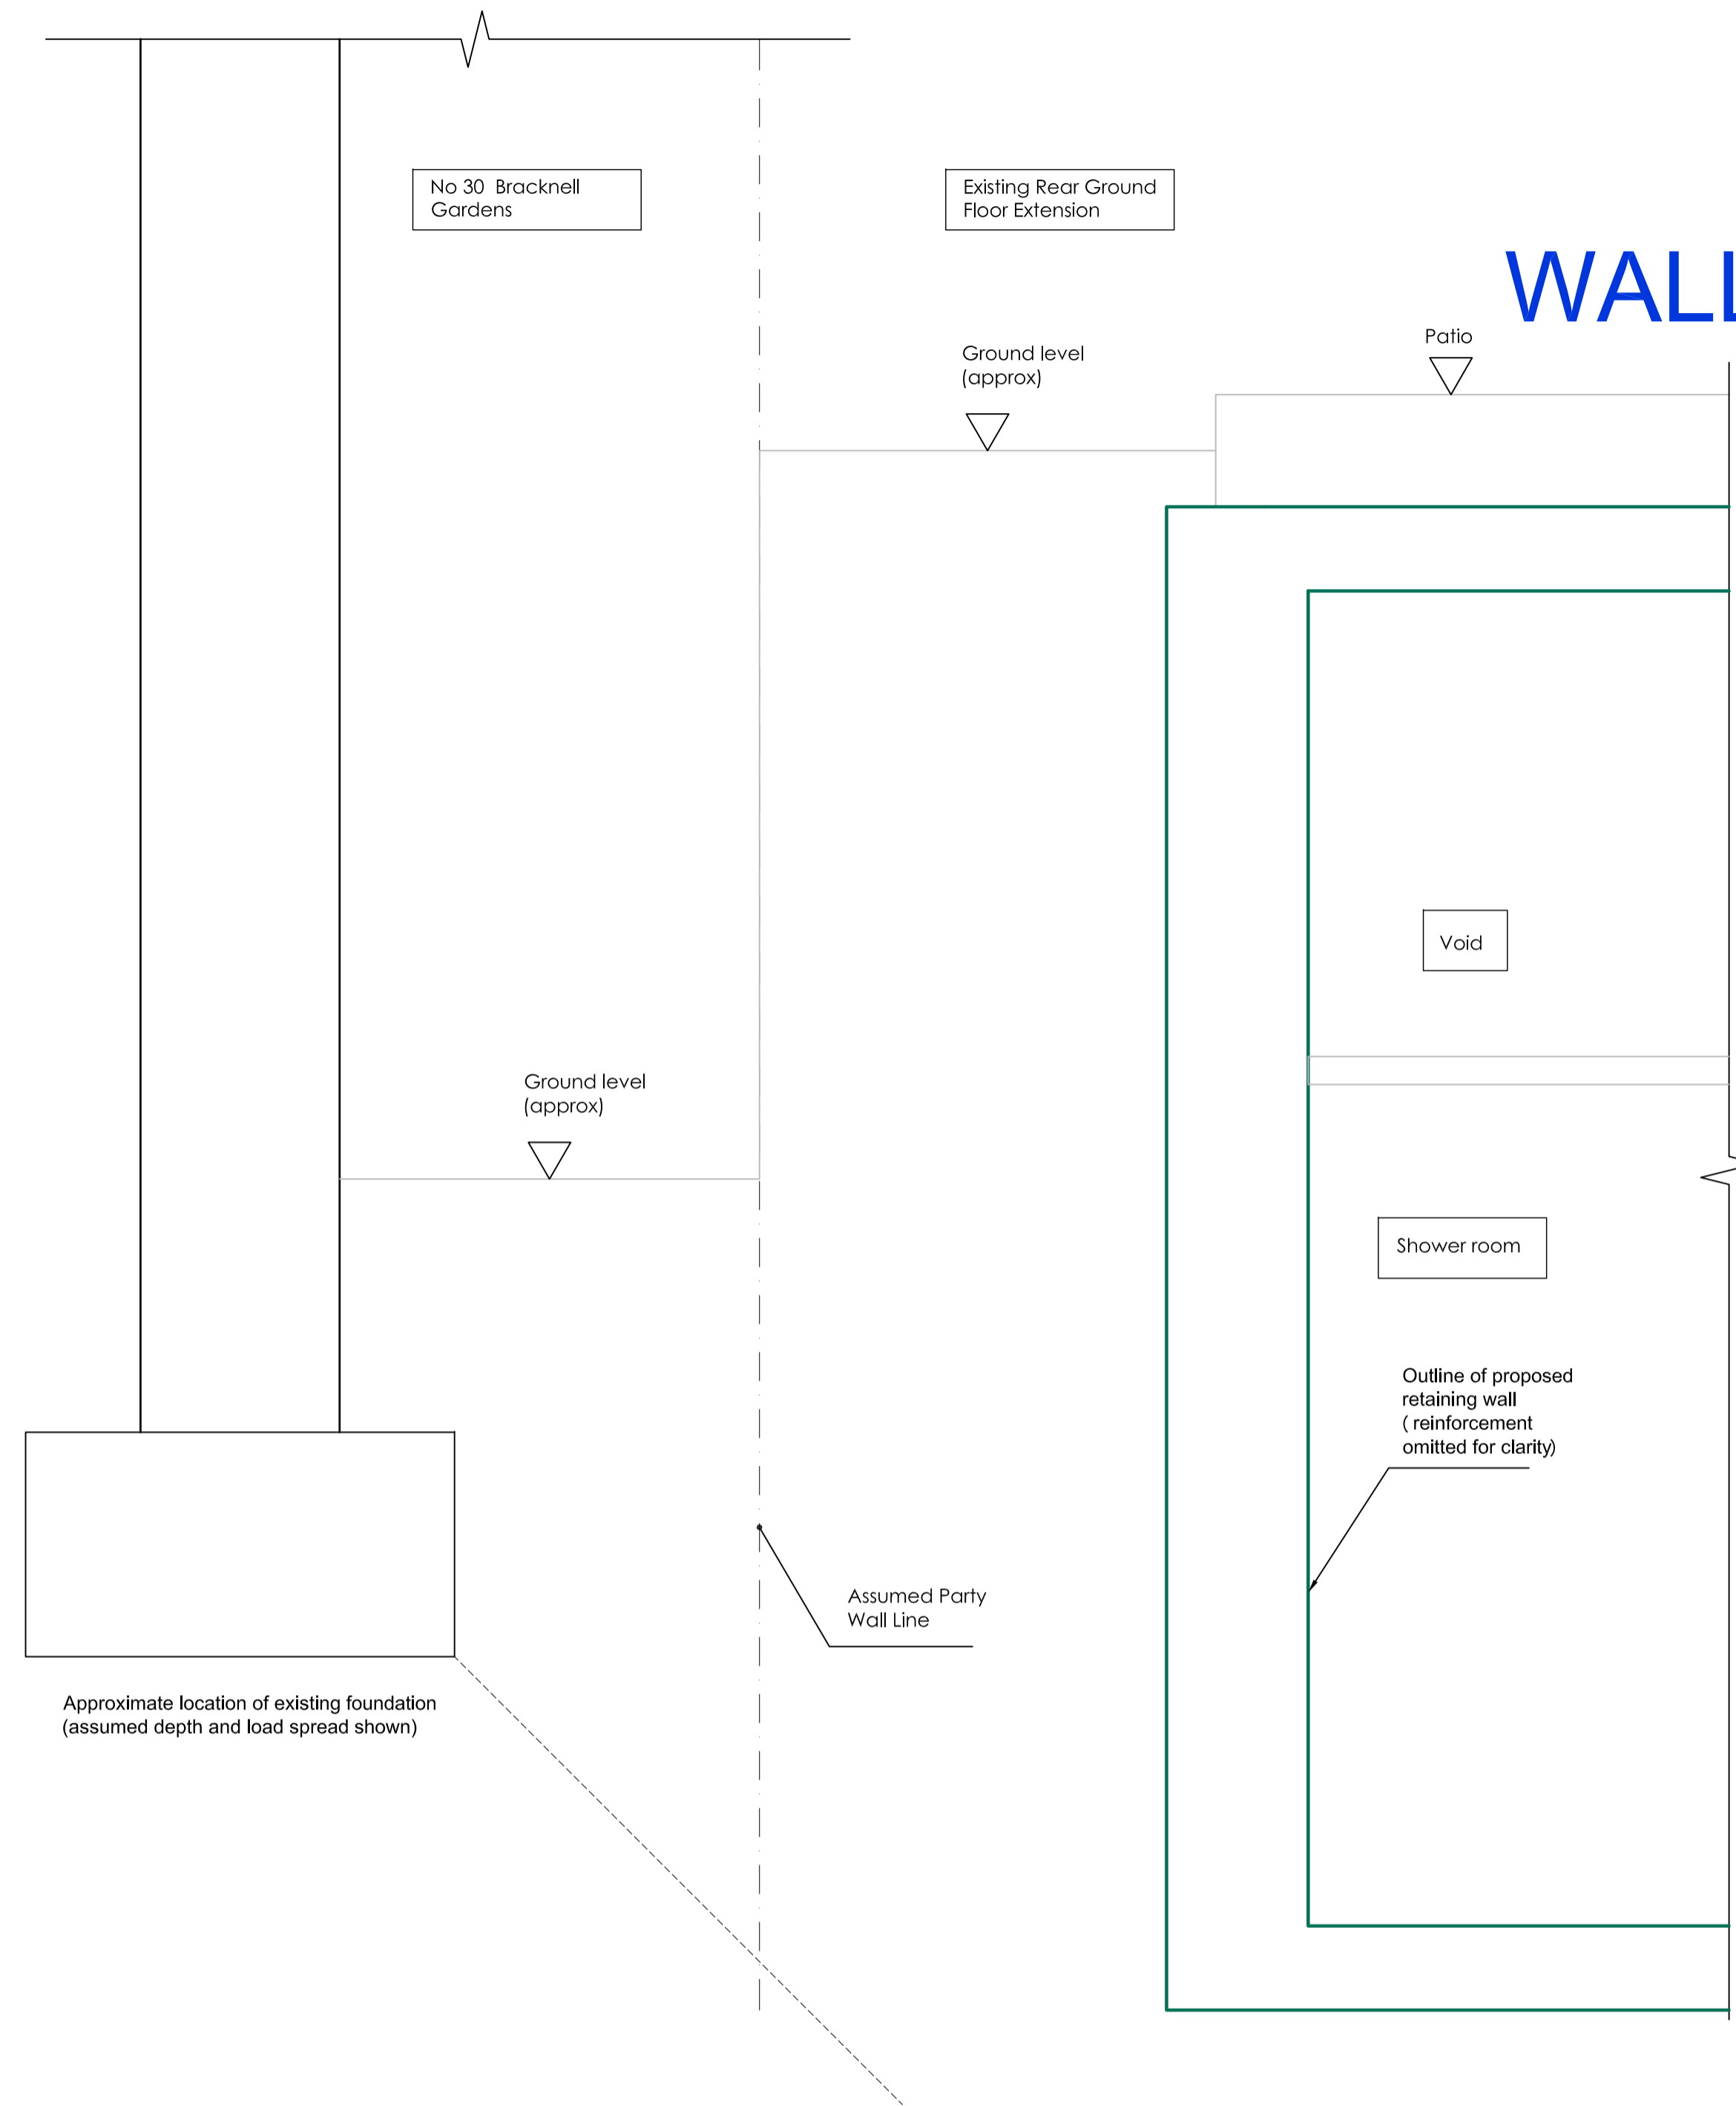 No 30 Bracknell
Gardens
Existing Rear Ground
Floor Extension
WALL
Patio
Ground level
(approx)
Void
Ground level
(approx)
Shower room
Outline of proposed
retaining wall
( reinforcement
omitted for clarity)
Assumed Party
Wall Line
Approximate location of existing foundation
(assumed depth and load spread shown)